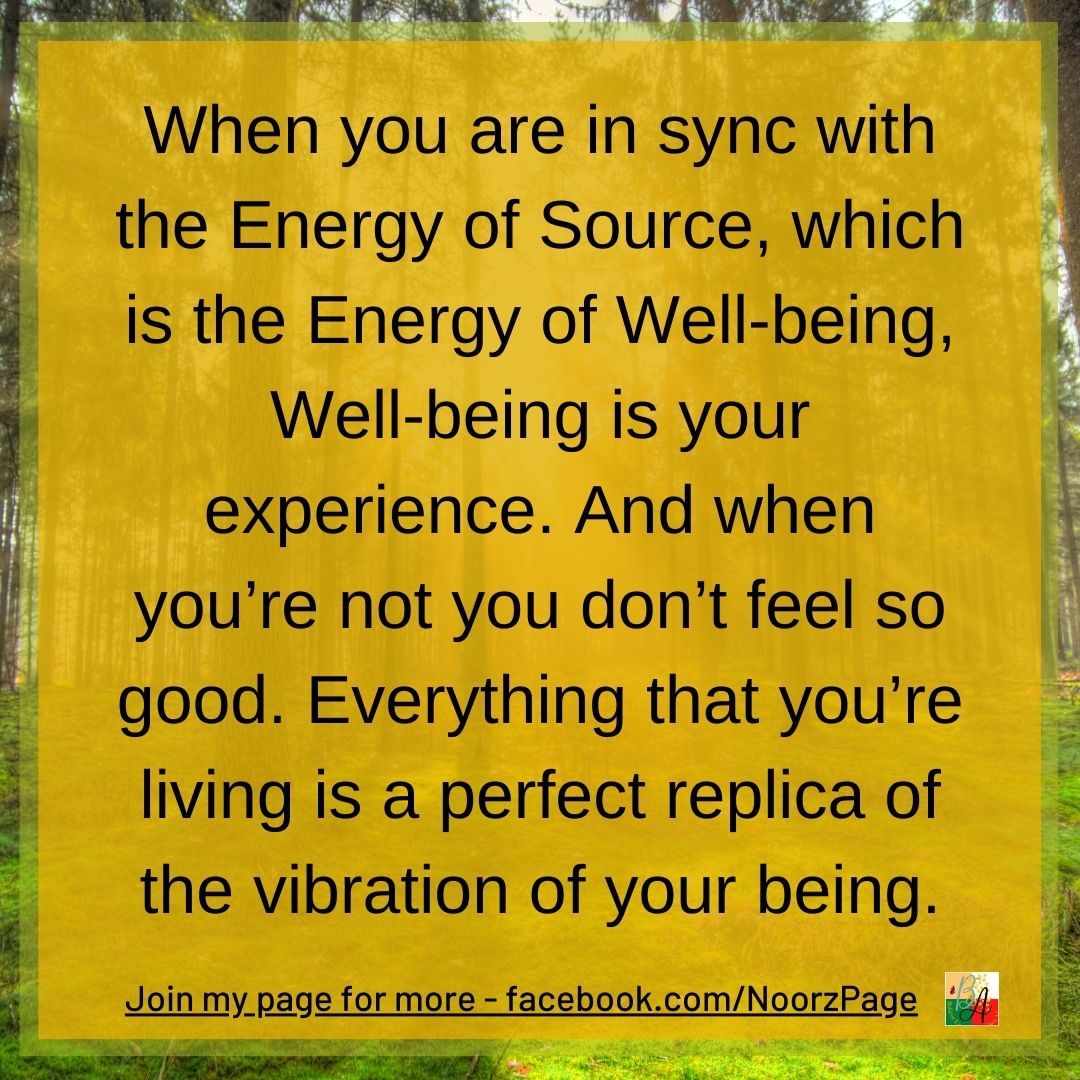 When you are in sync with
the Energy of Source, which
is the Energy of Well-being,
Well-being is your
experience. And when
you’re not you don’t feel so
good. Everything that you’re
living is a perfect replica of
the vibration of your being.
Join my page for more - facebook.com/NoorzPage
BA